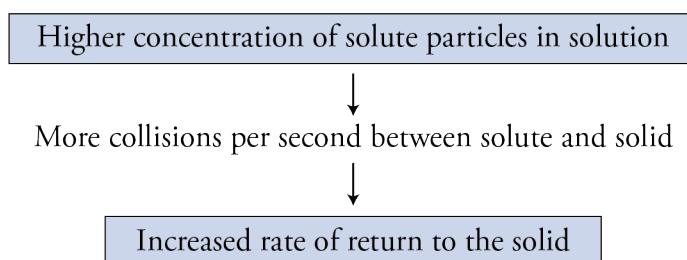 Higher concentration of solute particles in solution
More collisions per second between solute and solid
Increased rate of return to the solid